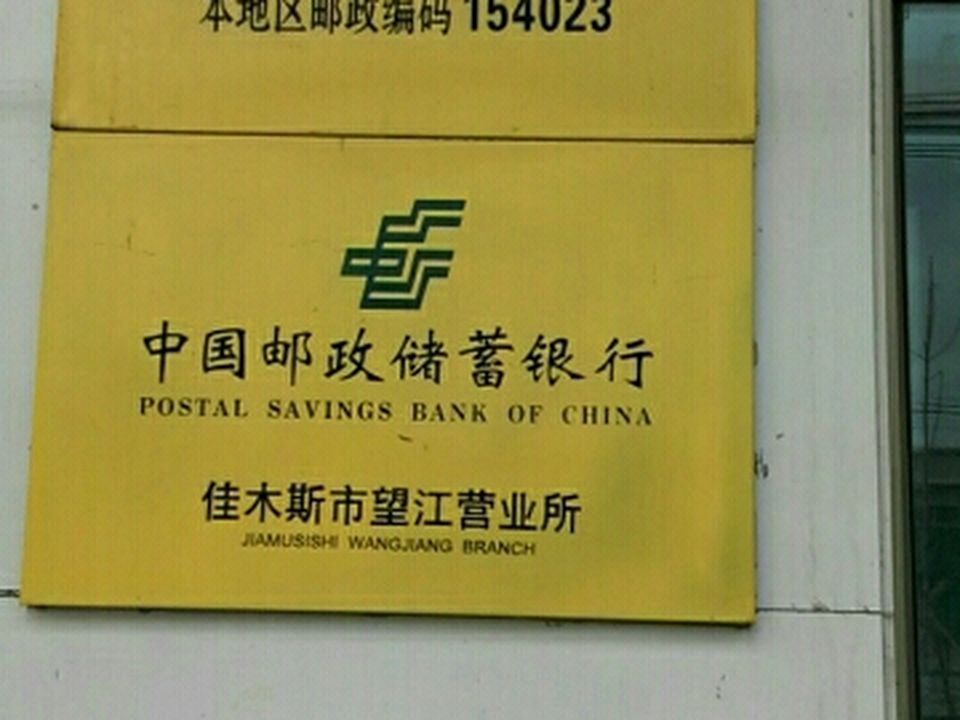 本地区邮政编码 154023
中国邮政储蓄银行
POSTAL SAVINGS BANK OF CHINA
佳木斯市望江营业所
JIAMUSISHI WANGJIANG BRANCH